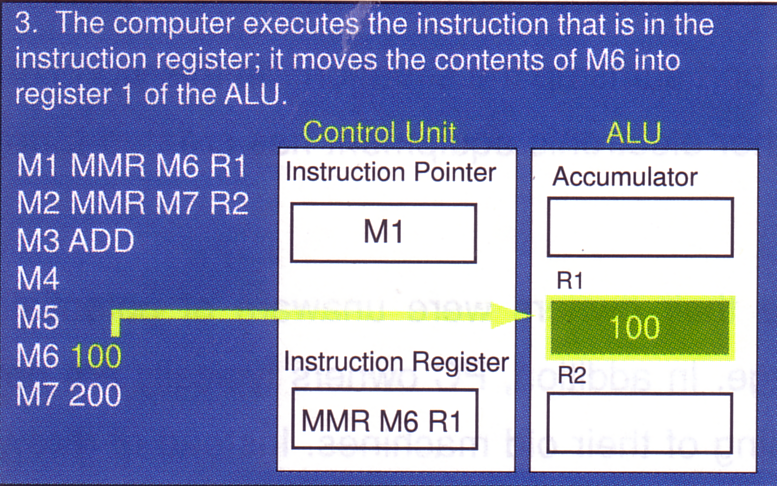 3. The computer executes the instruction that is in the
instruction register; it moves the contents of M6 into
register 1 of the ALU.
Control Unit
ALU
M1 MMR M6 R1
M2 MMR M7 R2
M3 ADD
M4
M5
M6 100
M7 200
Instruction Pointer
M1
Instruction Register
MMR M6 R1
Accumulator
R1
100
R2